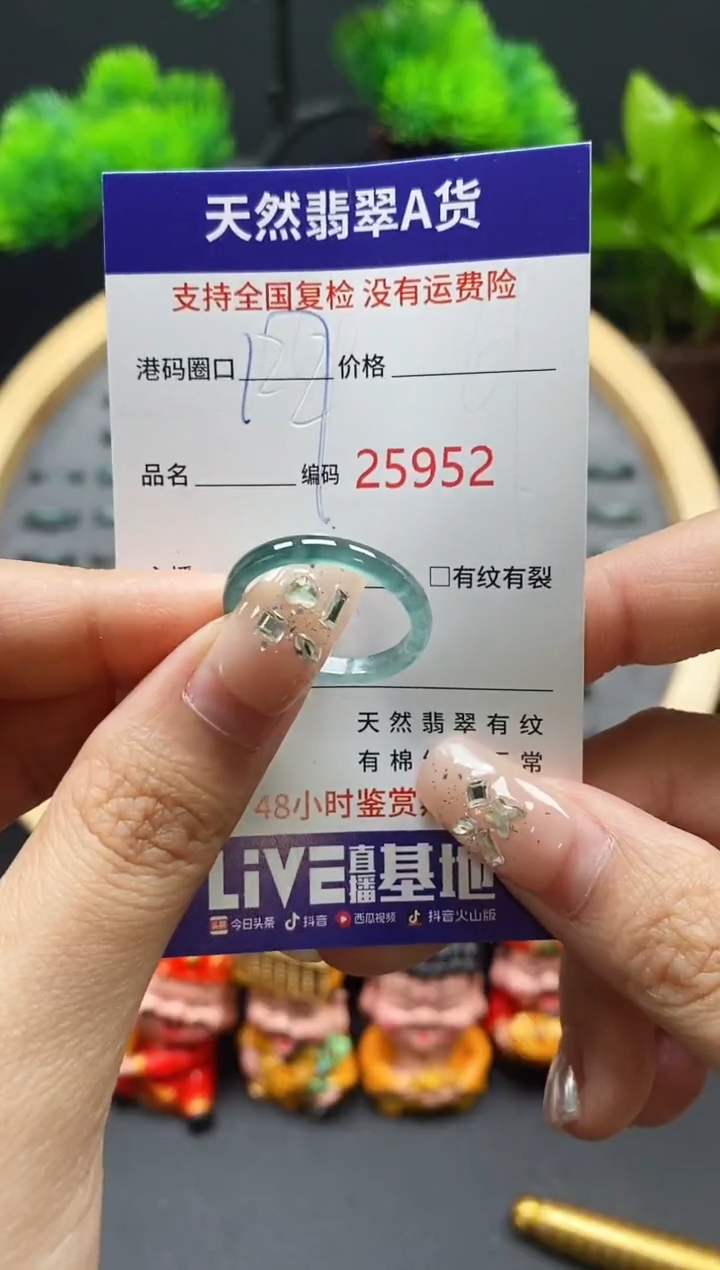 天然翡翠A货
支持全国复检 没有运费险
港码圈口 17 价格
品名 编码 25952
□有纹有裂
天然翡翠有纹
有棉 常
48小时鉴赏
LiVE直播基地
头条 今日头条 抖音 西瓜视频 抖音火山版